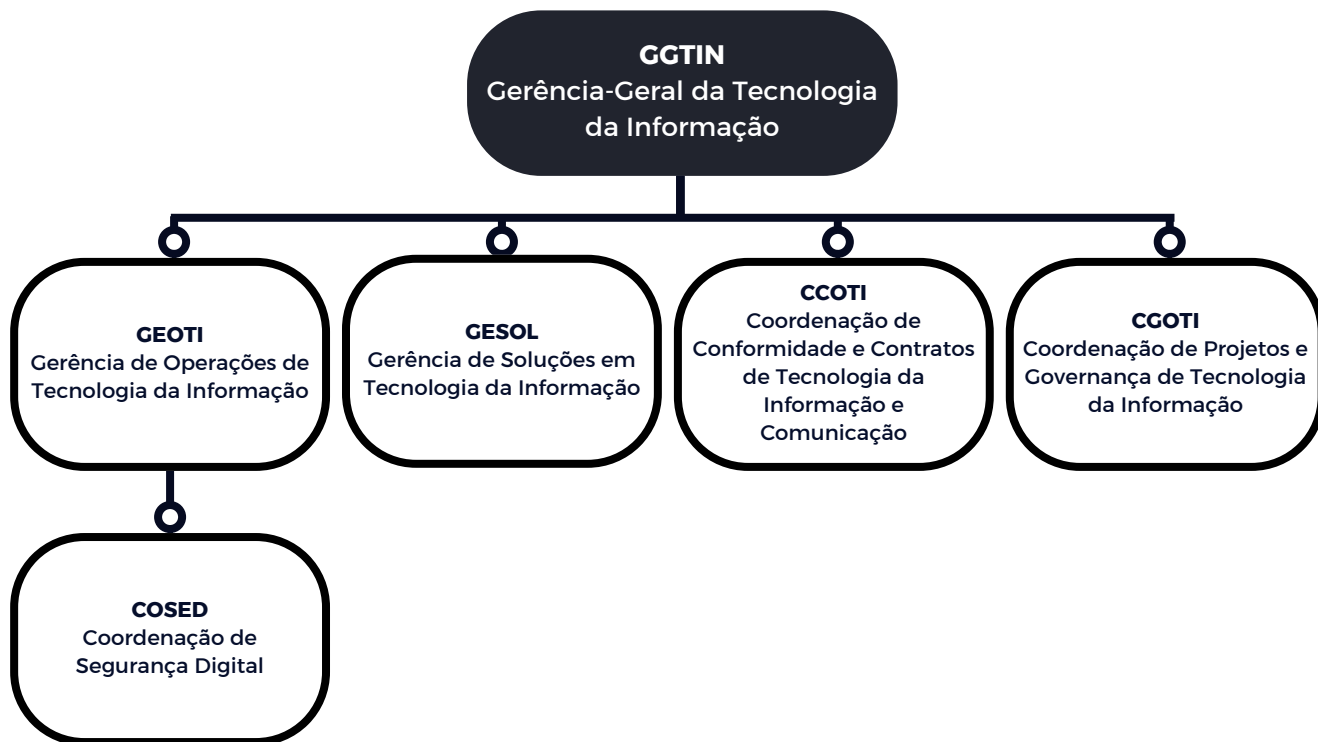 GGTIN
Gerência-Geral da Tecnologia
da Informação
GEOTI
Gerência de Operações de
Tecnologia da Informação
GESOL
Gerência de Soluções em
Tecnologia da Informação
CCOTI
Coordenação de
Conformidade e Contratos
de Tecnologia da
Informação e
Comunicação
CGOTI
Coordenação de Projetos e
Governança de Tecnologia
da Informação
COSED
Coordenação de
Segurança Digital